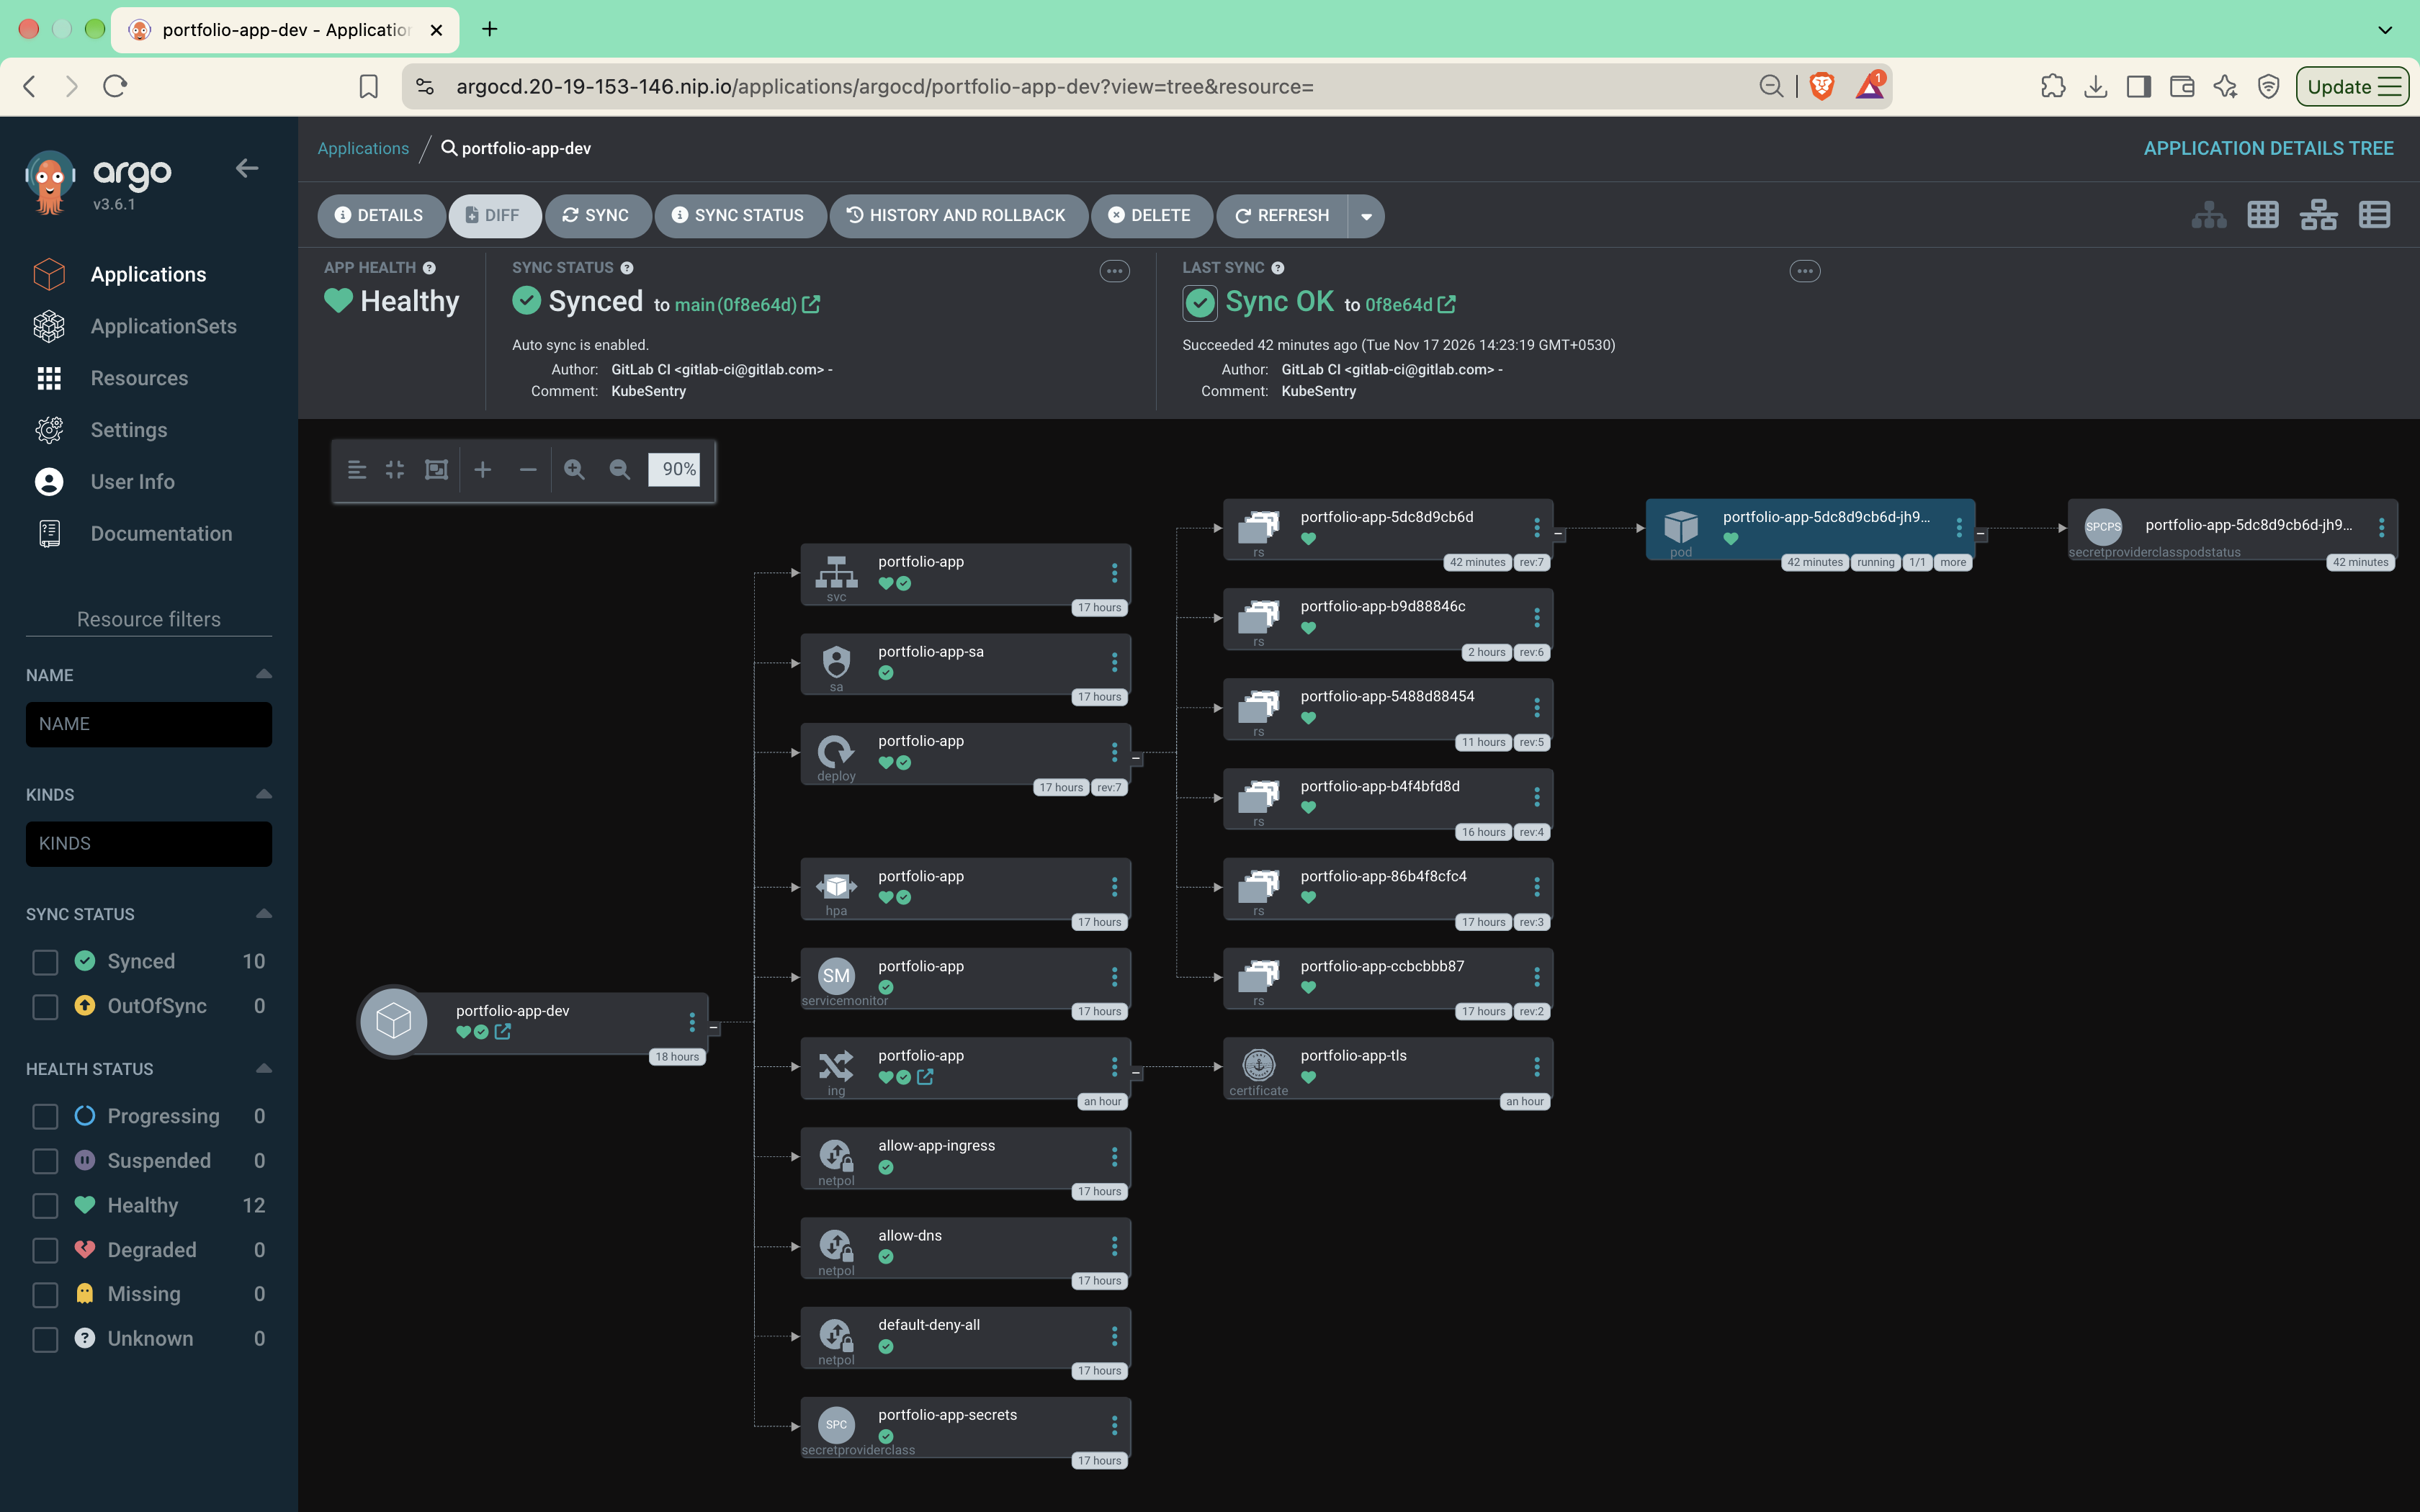 portfolio-app-dev - Applicatio
argocd.20-19-153-146.nip.io/applications/argocd/portfolio-app-dev?view=tree&resource=
1
Update
argo
v3.6.1
Applications
ApplicationSets
Resources
Settings
User Info
Documentation
Resource filters
NAME
NAME
KINDS
KINDS
SYNC STATUS
Synced 10
OutOfSync 0
HEALTH STATUS
Progressing 0
Suspended 0
Healthy 12
Degraded 0
Missing 0
Unknown 0
Applications / portfolio-app-dev
APPLICATION DETAILS TREE
DETAILS DIFF SYNC SYNC STATUS HISTORY AND ROLLBACK DELETE REFRESH
APP HEALTH
Healthy
SYNC STATUS
Synced to main (0f8e64d)
Auto sync is enabled.
Author: GitLab CI <gitlab-ci@gitlab.com> -
Comment: KubeSentry
LAST SYNC
Sync OK to 0f8e64d
Succeeded 42 minutes ago (Tue Nov 17 2026 14:23:19 GMT+0530)
Author: GitLab CI <gitlab-ci@gitlab.com> -
Comment: KubeSentry
90%
portfolio-app-dev
18 hours
portfolio-app
svc
17 hours
portfolio-app-sa
sa
17 hours
portfolio-app
deploy
17 hours rev:7
portfolio-app
hpa
17 hours
SM
portfolio-app
servicemonitor
17 hours
portfolio-app
ing
an hour
allow-app-ingress
netpol
17 hours
allow-dns
netpol
17 hours
default-deny-all
netpol
17 hours
SPC
portfolio-app-secrets
secretproviderclass
17 hours
portfolio-app-5dc8d9cb6d
rs
42 minutes rev:7
portfolio-app-b9d88846c
rs
2 hours rev:6
portfolio-app-5488d88454
rs
11 hours rev:5
portfolio-app-b4f4bfd8d
rs
16 hours rev:4
portfolio-app-86b4f8cfc4
rs
17 hours rev:3
portfolio-app-ccbcbbb87
rs
17 hours rev:2
portfolio-app-tls
certificate
an hour
portfolio-app-5dc8d9cb6d-jh9...
pod
42 minutes running 1/1 more
SPCPS
portfolio-app-5dc8d9cb6d-jh9...
secretproviderclasspodstatus
42 minutes